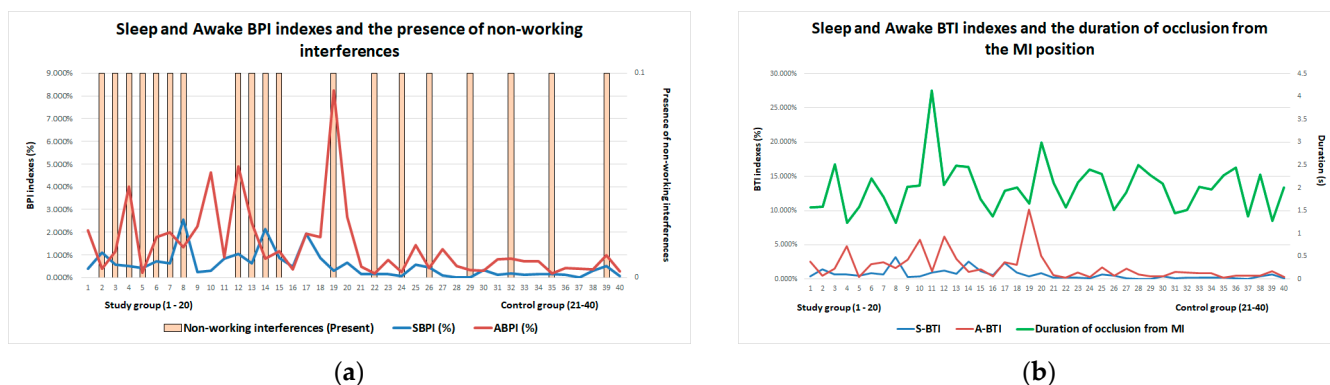 Sleep and Awake BPI indexes and the presence of non-working
interferences
9.000%
8.000%
7.000%
6.000%
5.000%
4.000%
3.000%
2.000%
1.000%
0.000%
BPI indexes (%)
0.1
0
Presence of non-working interferences
1 2 3 4 5 6 7 8 9 10 11 12 13 14 15 16 17 18 19 20 21 22 23 24 25 26 27 28 29 30 31 32 33 34 35 36 37 38 39 40
Study group (1 - 20) Control group (21-40)
Non-working interferences (Present) SBPI (%) ABPI (%)
(a)
Sleep and Awake BTI indexes and the duration of occlusion from
the MI position
30.000%
25.000%
20.000%
15.000%
10.000%
5.000%
0.000%
BTI indexes (%)
4.5
4
3.5
3
2.5
2
1.5
1
0.5
0
Duration (s)
1 2 3 4 5 6 7 8 9 10 11 12 13 14 15 16 17 18 19 20 21 22 23 24 25 26 27 28 29 30 31 32 33 34 35 36 37 38 39 40
Study group (1 - 20) Control group (21-40)
S-BTI A-BTI Duration of occlusion from MI
(b)